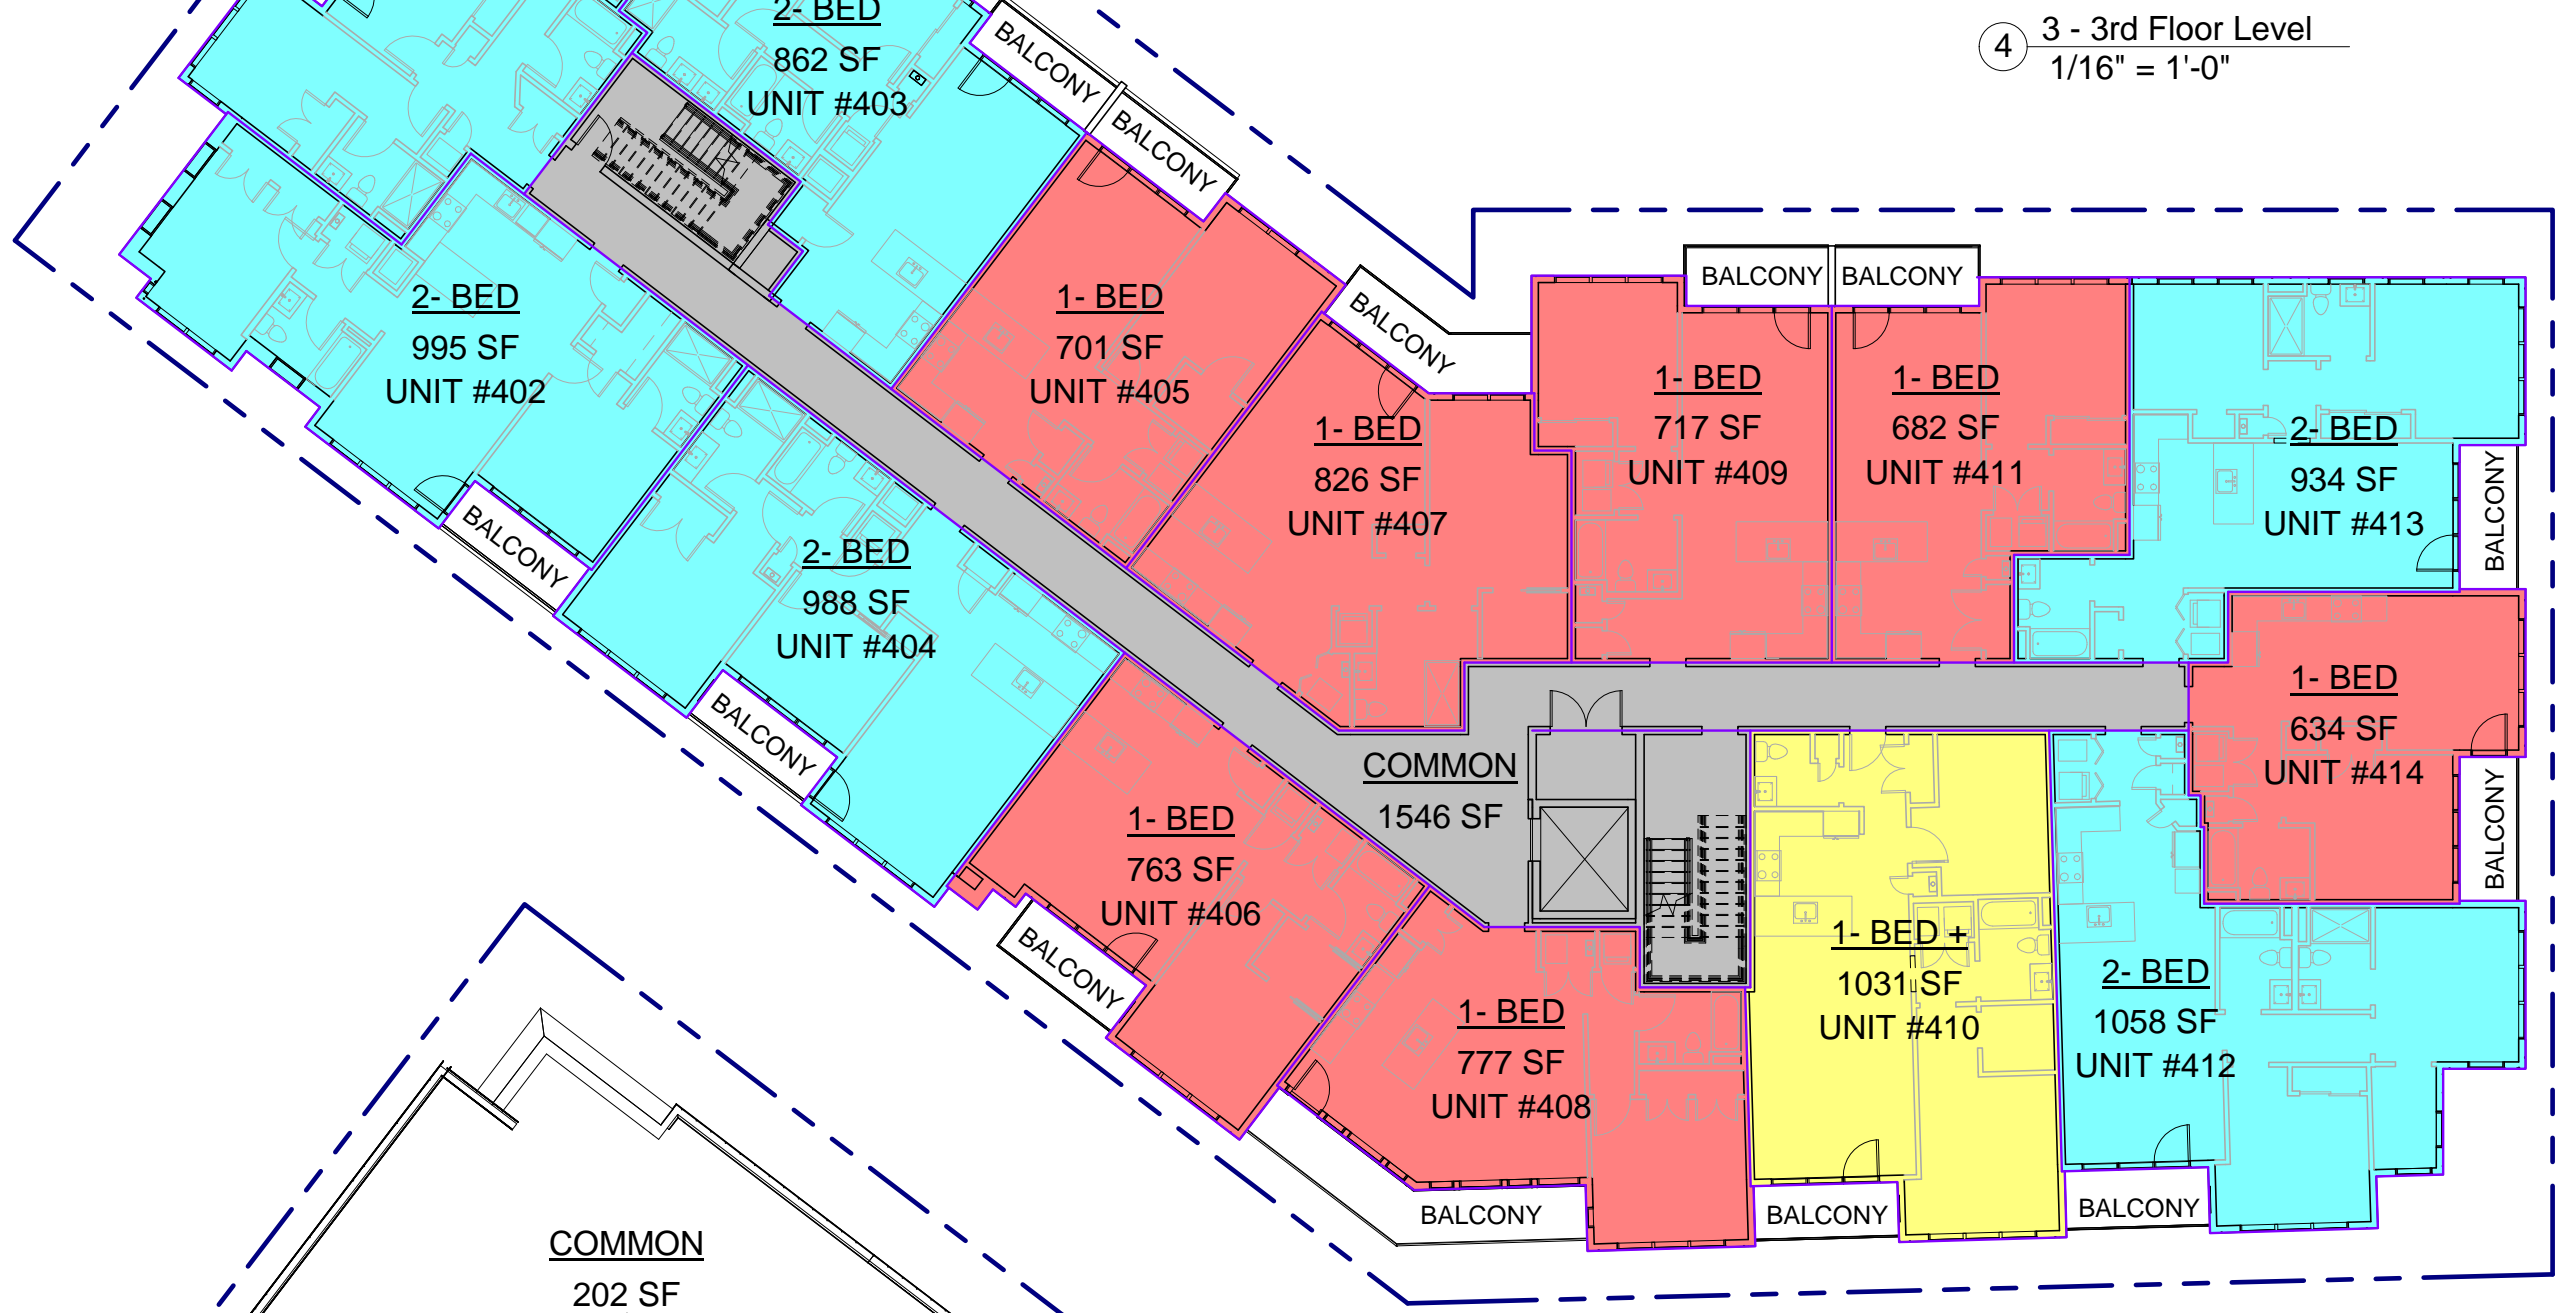 4
3 - 3rd Floor Level
1/16" = 1'-0"
2- BED
862 SF
UNIT #403
BALCONY
BALCONY
2- BED
995 SF
UNIT #402
1- BED
701 SF
UNIT #405
BALCONY
BALCONY
BALCONY
1- BED
826 SF
UNIT #407
1- BED
717 SF
UNIT #409
1- BED
682 SF
UNIT #411
2- BED
934 SF
UNIT #413
BALCONY
BALCONY
2- BED
988 SF
UNIT #404
BALCONY
1- BED
763 SF
UNIT #406
BALCONY
COMMON
1546 SF
1- BED
634 SF
UNIT #414
BALCONY
1- BED
777 SF
UNIT #408
BALCONY
1- BED +
1031 SF
UNIT #410
BALCONY
2- BED
1058 SF
UNIT #412
BALCONY
COMMON
202 SF